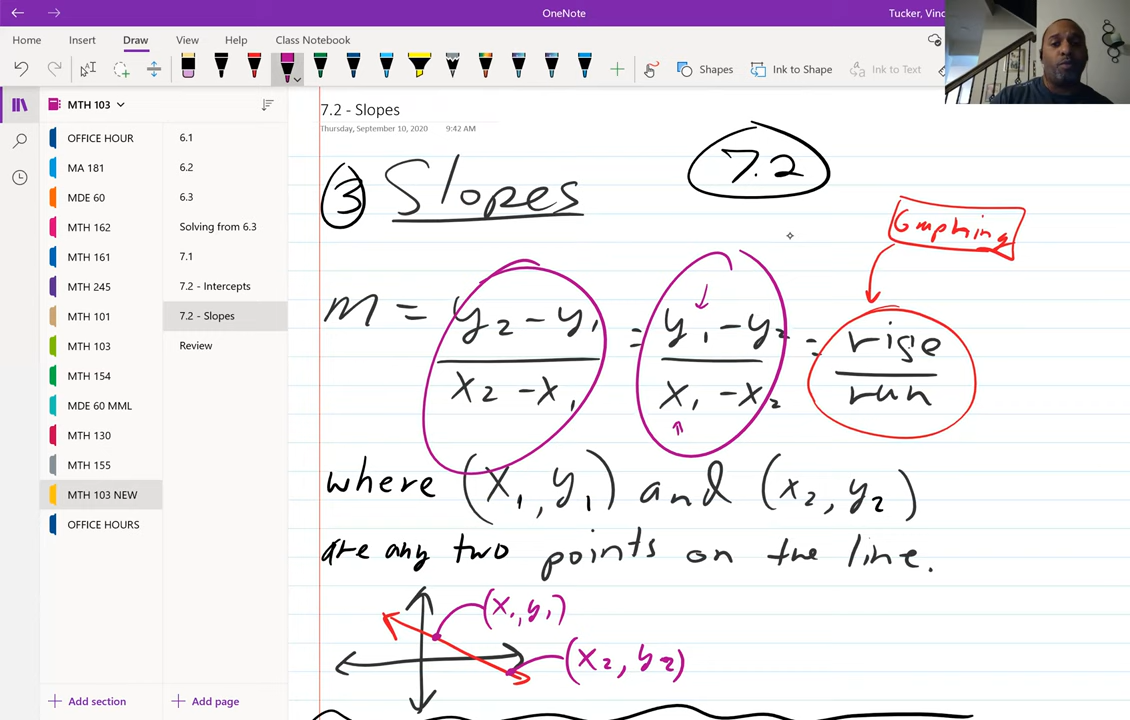 OneNote
Tucker, Vinc
Home Insert Draw View Help Class Notebook
Shapes Ink to Shape Ink to Text
MTH 103
OFFICE HOUR
MA 181
MDE 60
MTH 162
MTH 161
MTH 245
MTH 101
MTH 103
MTH 154
MDE 60 MML
MTH 130
MTH 155
MTH 103 NEW
OFFICE HOURS
Add section
6.1
6.2
6.3
Solving from 6.3
7.1
7.2 - Intercepts
7.2 - Slopes
Review
Add page
7.2 - Slopes
Thursday, September 10, 2020 9:42 AM
7.2
③ Slopes
Graphing
m = y₂ - y₁ / x₂ - x₁ = y₁ - y₂ / x₁ - x₂ = rise / run
where (x₁, y₁) and (x₂, y₂)
are any two points on the line.
(x₁, y₁)
(x₂, y₂)